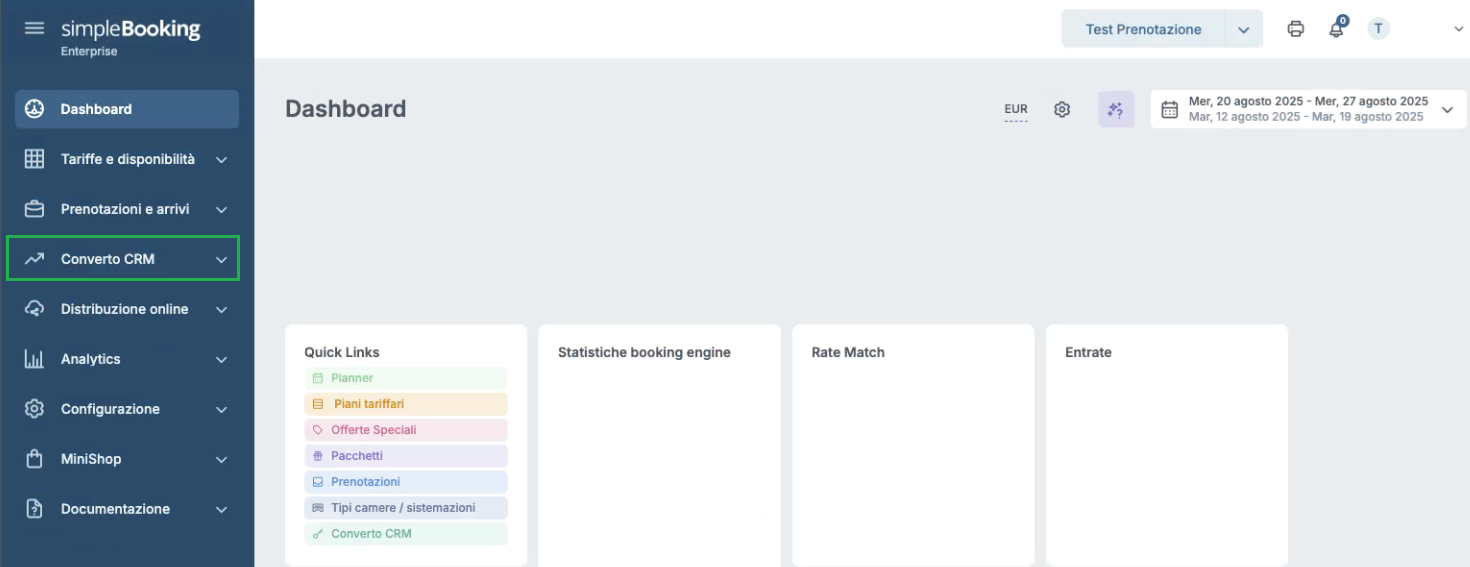 simpleBooking
Enterprise
Test Prenotazione
0
T
Dashboard
Tariffe e disponibilità
Prenotazioni e arrivi
Converto CRM
Distribuzione online
Analytics
Configurazione
MiniShop
Documentazione
Dashboard
EUR
Mer, 20 agosto 2025 - Mer, 27 agosto 2025
Mar, 12 agosto 2025 - Mar, 19 agosto 2025
Quick Links
Planner
Piani tariffari
Offerte Speciali
Pacchetti
Prenotazioni
Tipi camere / sistemazioni
Converto CRM
Statistiche booking engine
Rate Match
Entrate